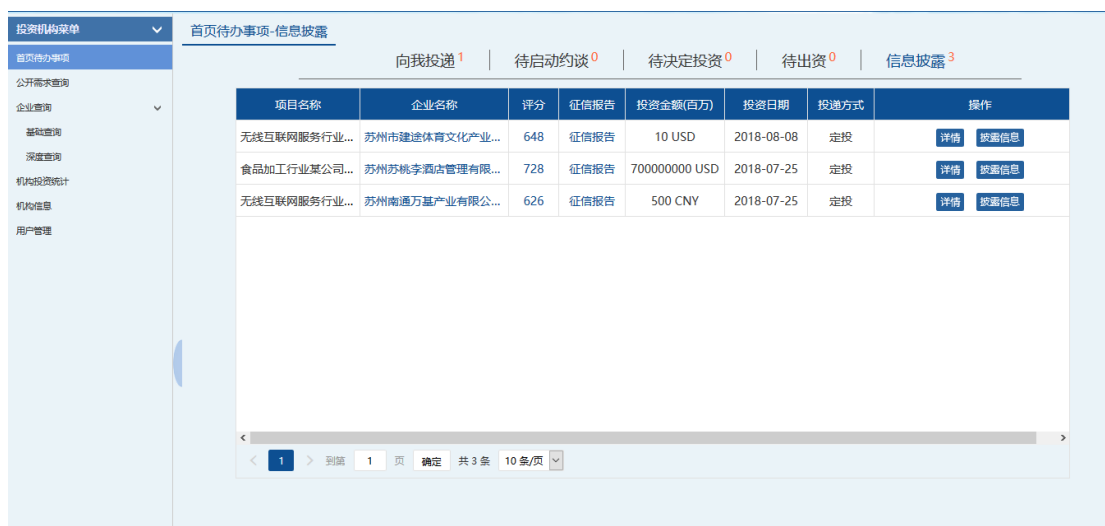 投资机构菜单
首页待办事项
公开需求查询
企业查询
基础查询
深度查询
机构投资统计
机构信息
用户管理
首页待办事项-信息披露
向我投递 1 待启动约谈 0 待决定投资 0 待出资 0 信息披露 3
项目名称 企业名称 评分 征信报告 投资金额(百万) 投资日期 投递方式 操作
无线互联网服务行业... 苏州市建途体育文化产业... 648 征信报告 10 USD 2018-08-08 定投 详情 披露信息
食品加工行业某公司... 苏州苏桃李酒店管理有限... 728 征信报告 700000000 USD 2018-07-25 定投 详情 披露信息
无线互联网服务行业... 苏州南通万基产业有限公... 626 征信报告 500 CNY 2018-07-25 定投 详情 披露信息
1 到第 1 页 确定 共 3 条 10 条/页